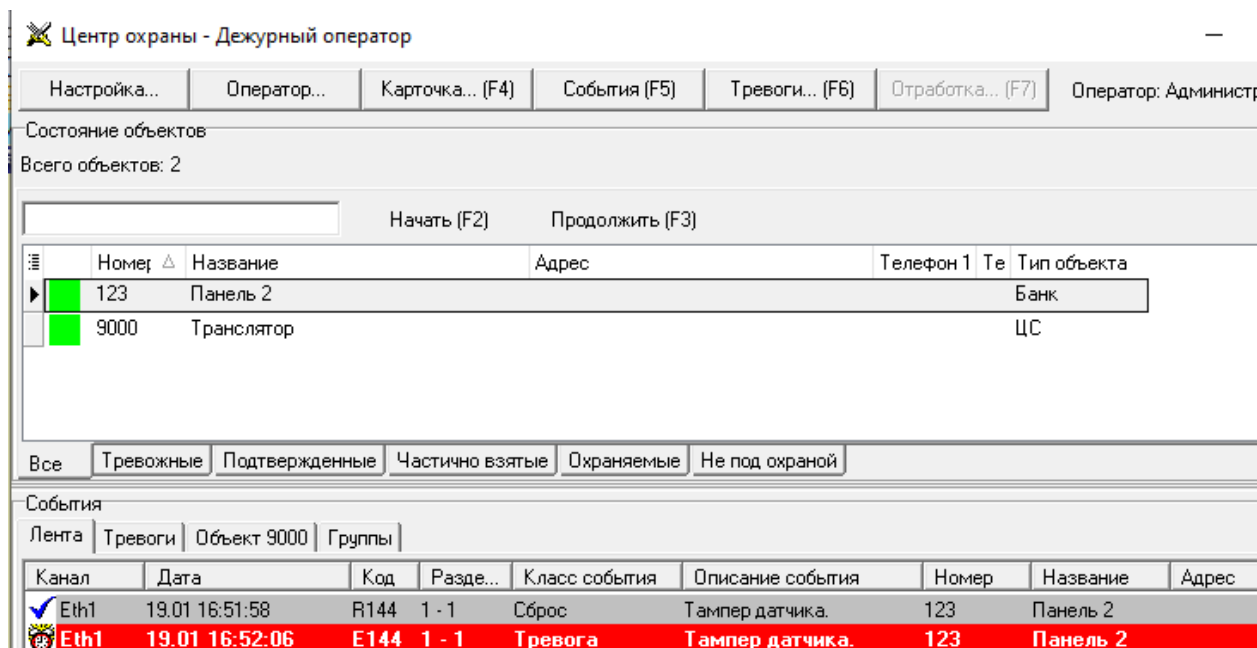 Центр охраны - Дежурный оператор
Настройка... Оператор... Карточка... (F4) События (F5) Тревоги... (F6) Отработка... (F7) Оператор: Администр
Состояние объектов
Всего объектов: 2
Начать (F2) Продолжить (F3)
Номер Название Адрес Телефон 1 Те Тип объекта
123 Панель 2 Банк
9000 Транслятор ЦС
Все Тревожные Подтвержденные Частично взятые Охраняемые Не под охраной
События
Лента Тревоги Объект 9000 Группы
Канал Дата Код Разде... Класс события Описание события Номер Название Адрес
Eth1 19.01 16:51:58 R144 1 - 1 Сброс Тампер датчика. 123 Панель 2
Eth1 19.01 16:52:06 E144 1 - 1 Тревога Тампер датчика. 123 Панель 2